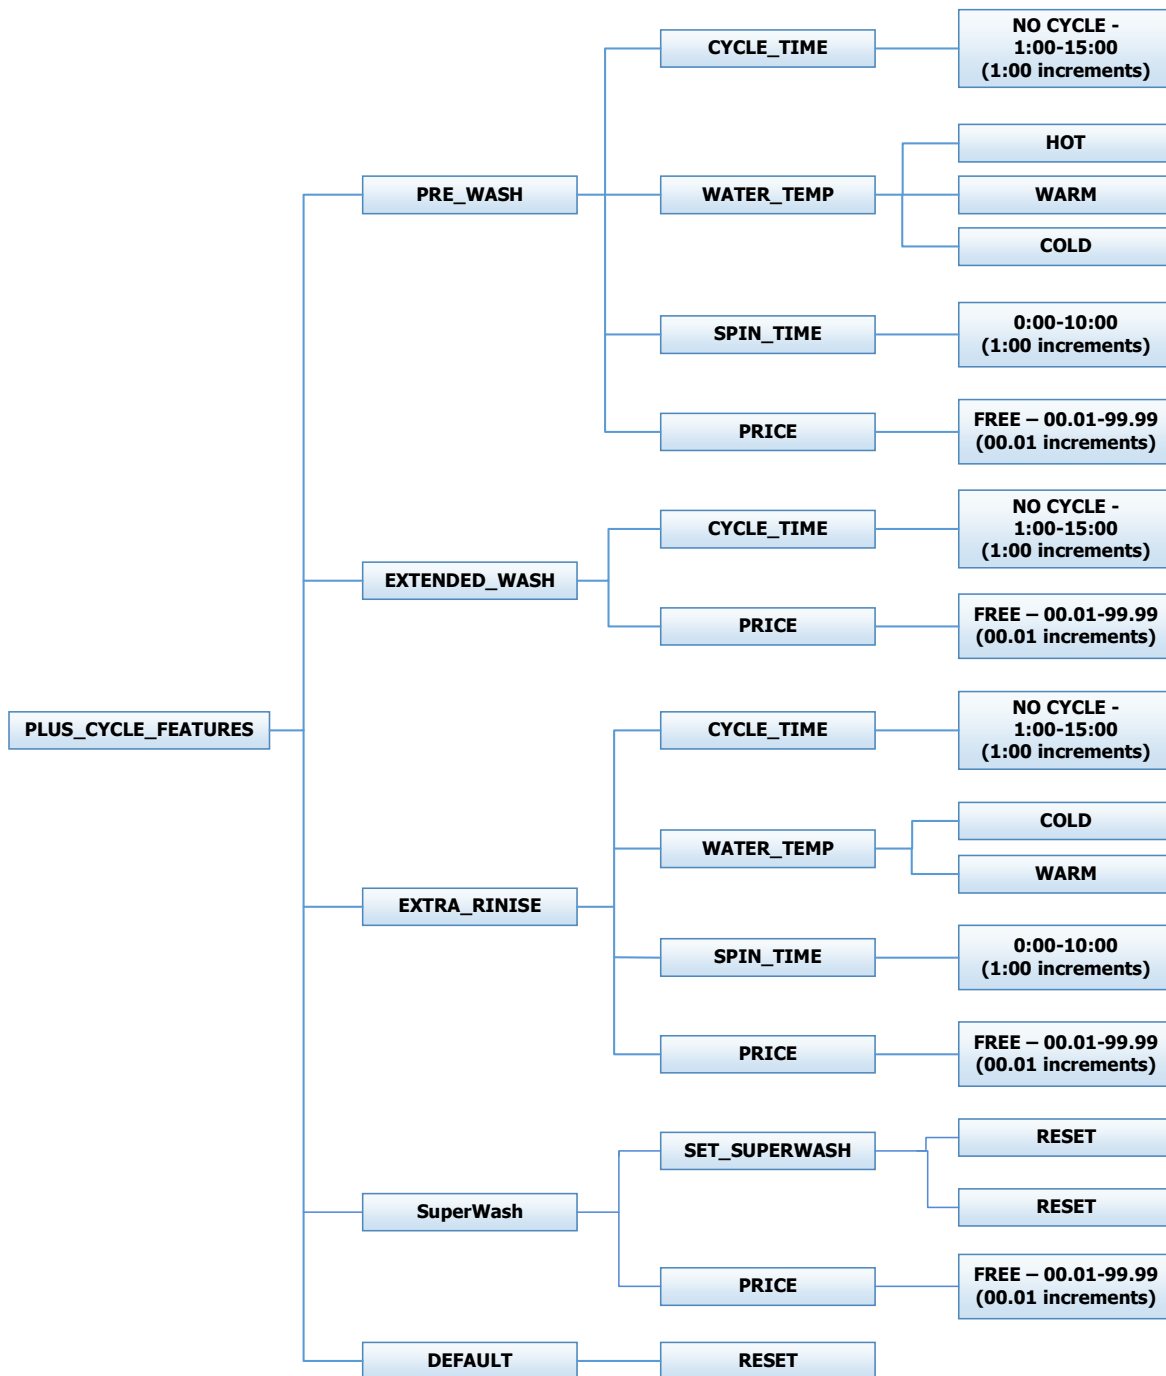 PLUS_CYCLE_FEATURES
PRE_WASH
CYCLE_TIME
NO CYCLE -
1:00-15:00
(1:00 increments)
WATER_TEMP
HOT
WARM
COLD
SPIN_TIME
0:00-10:00
(1:00 increments)
PRICE
FREE – 00.01-99.99
(00.01 increments)
EXTENDED_WASH
CYCLE_TIME
NO CYCLE -
1:00-15:00
(1:00 increments)
PRICE
FREE – 00.01-99.99
(00.01 increments)
EXTRA_RINISE
CYCLE_TIME
NO CYCLE -
1:00-15:00
(1:00 increments)
WATER_TEMP
COLD
WARM
SPIN_TIME
0:00-10:00
(1:00 increments)
PRICE
FREE – 00.01-99.99
(00.01 increments)
SuperWash
SET_SUPERWASH
RESET
RESET
PRICE
FREE – 00.01-99.99
(00.01 increments)
DEFAULT
RESET